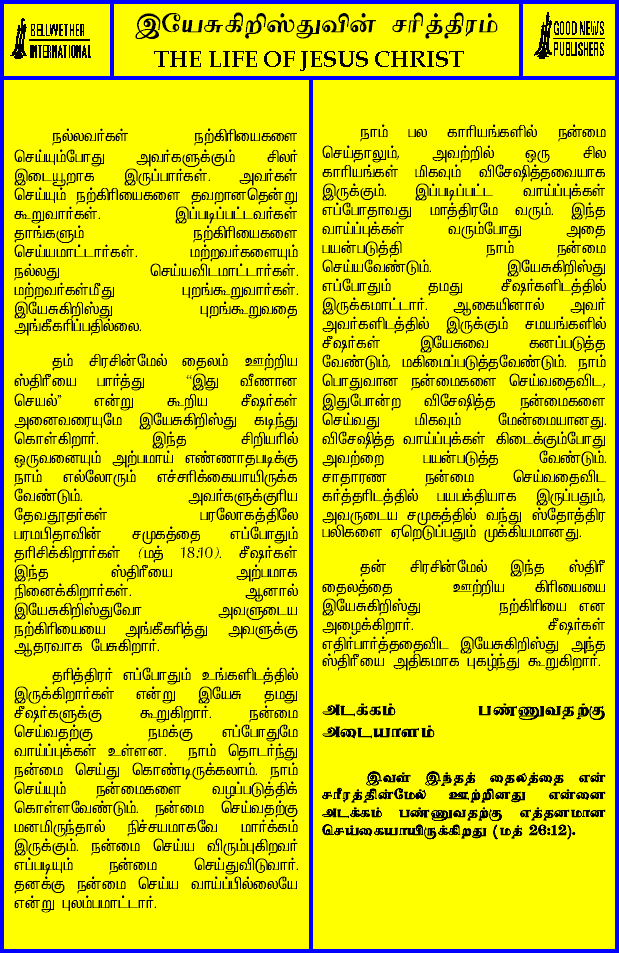 BELLWETHER
INTERNATIONAL
இயேசுகிறிஸ்துவின் சரித்திரம்
THE LIFE OF JESUS CHRIST
GOOD NEWS
PUBLISHERS
நல்லவர்கள் நற்கிரியைகளை
செய்யும்போது அவர்களுக்கும் சிலர்
இடையூறாக இருப்பார்கள். அவர்கள்
செய்யும் நற்கிரியைகளை தவறானதென்று
கூறுவார்கள். இப்படிப்பட்டவர்கள்
தாங்களும் நற்கிரியைகளை
செய்யமாட்டார்கள். மற்றவர்களையும்
நல்லது செய்யவிடமாட்டார்கள்.
மற்றவர்கள்மீது புறங்கூறுவார்கள்.
இயேசுகிறிஸ்து புறங்கூறுவதை
அங்கீகரிப்பதில்லை.
தம் சிரசின்மேல் தைலம் ஊற்றிய
ஸ்திரீயை பார்த்து “இது வீணான
செயல்” என்று கூறிய சீஷர்கள்
அனைவரையுமே இயேசுகிறிஸ்து கடிந்து
கொள்கிறார். இந்த சிறியரில்
ஒருவனையும் அற்பமாய் எண்ணாதபடிக்கு
நாம் எல்லோரும் எச்சரிக்கையாயிருக்க
வேண்டும். அவர்களுக்குரிய
தேவதூதர்கள் பரலோகத்திலே
பரமபிதாவின் சமுகத்தை எப்போதும்
தரிசிக்கிறார்கள் (மத் 18:10). சீஷர்கள்
இந்த ஸ்திரீயை அற்பமாக
நினைக்கிறார்கள். ஆனால்
இயேசுகிறிஸ்துவோ அவளுடைய
நற்கிரியையை அங்கீகரித்து அவளுக்கு
ஆதரவாக பேசுகிறார்.
தரித்திரர் எப்போதும் உங்களிடத்தில்
இருக்கிறார்கள் என்று இயேசு தமது
சீஷர்களுக்கு கூறுகிறார். நன்மை
செய்வதற்கு நமக்கு எப்போதுமே
வாய்ப்புக்கள் உள்ளன. நாம் தொடர்ந்து
நன்மை செய்து கொண்டிருக்கலாம். நாம்
செய்யும் நன்மைகளை வழப்படுத்திக்
கொள்ளவேண்டும். நன்மை செய்வதற்கு
மனமிருந்தால் நிச்சயமாகவே மார்க்கம்
இருக்கும். நன்மை செய்ய விரும்புகிறவர்
எப்படியும் நன்மை செய்துவிடுவார்.
தனக்கு நன்மை செய்ய வாய்ப்பில்லையே
என்று புலம்பமாட்டார்.
நாம் பல காரியங்களில் நன்மை
செய்தாலும், அவற்றில் ஒரு சில
காரியங்கள் மிகவும் விசேஷித்தவையாக
இருக்கும். இப்படிப்பட்ட வாய்ப்புக்கள்
எப்போதாவது மாத்திரமே வரும். இந்த
வாய்ப்புக்கள் வரும்போது அதை
பயன்படுத்தி நாம் நன்மை
செய்யவேண்டும். இயேசுகிறிஸ்து
எப்போதும் தமது சீஷர்களிடத்தில்
இருக்கமாட்டார். ஆகையினால் அவர்
அவர்களிடத்தில் இருக்கும் சமயங்களில்
சீஷர்கள் இயேசுவை கனப்படுத்த
வேண்டும், மகிமைப்படுத்தவேண்டும். நாம்
பொதுவான நன்மைகளை செய்வதைவிட,
இதுபோன்ற விசேஷித்த நன்மைகளை
செய்வது மிகவும் மேன்மையானது.
விசேஷித்த வாய்ப்புக்கள் கிடைக்கும்போது
அவற்றை பயன்படுத்த வேண்டும்.
சாதாரண நன்மை செய்வதைவிட
கர்த்தரிடத்தில் பயபக்தியாக இருப்பதும்,
அவருடைய சமுகத்தில் வந்து ஸ்தோத்திர
பலிகளை ஏறெடுப்பதும் முக்கியமானது.
தன் சிரசின்மேல் இந்த ஸ்திரீ
தைலத்தை ஊற்றிய கிரியையை
இயேசுகிறிஸ்து நற்கிரியை என
அழைக்கிறார். சீஷர்கள்
எதிர்பார்த்ததைவிட இயேசுகிறிஸ்து அந்த
ஸ்திரீயை அதிகமாக புகழ்ந்து கூறுகிறார்.
அடக்கம் பண்ணுவதற்கு
அடையாளம்
இவள் இந்தத் தைலத்தை என்
சரீரத்தின்மேல் ஊற்றினது என்னை
அடக்கம் பண்ணுவதற்கு எத்தனமான
செய்கையாயிருக்கிறது (மத் 26:12).